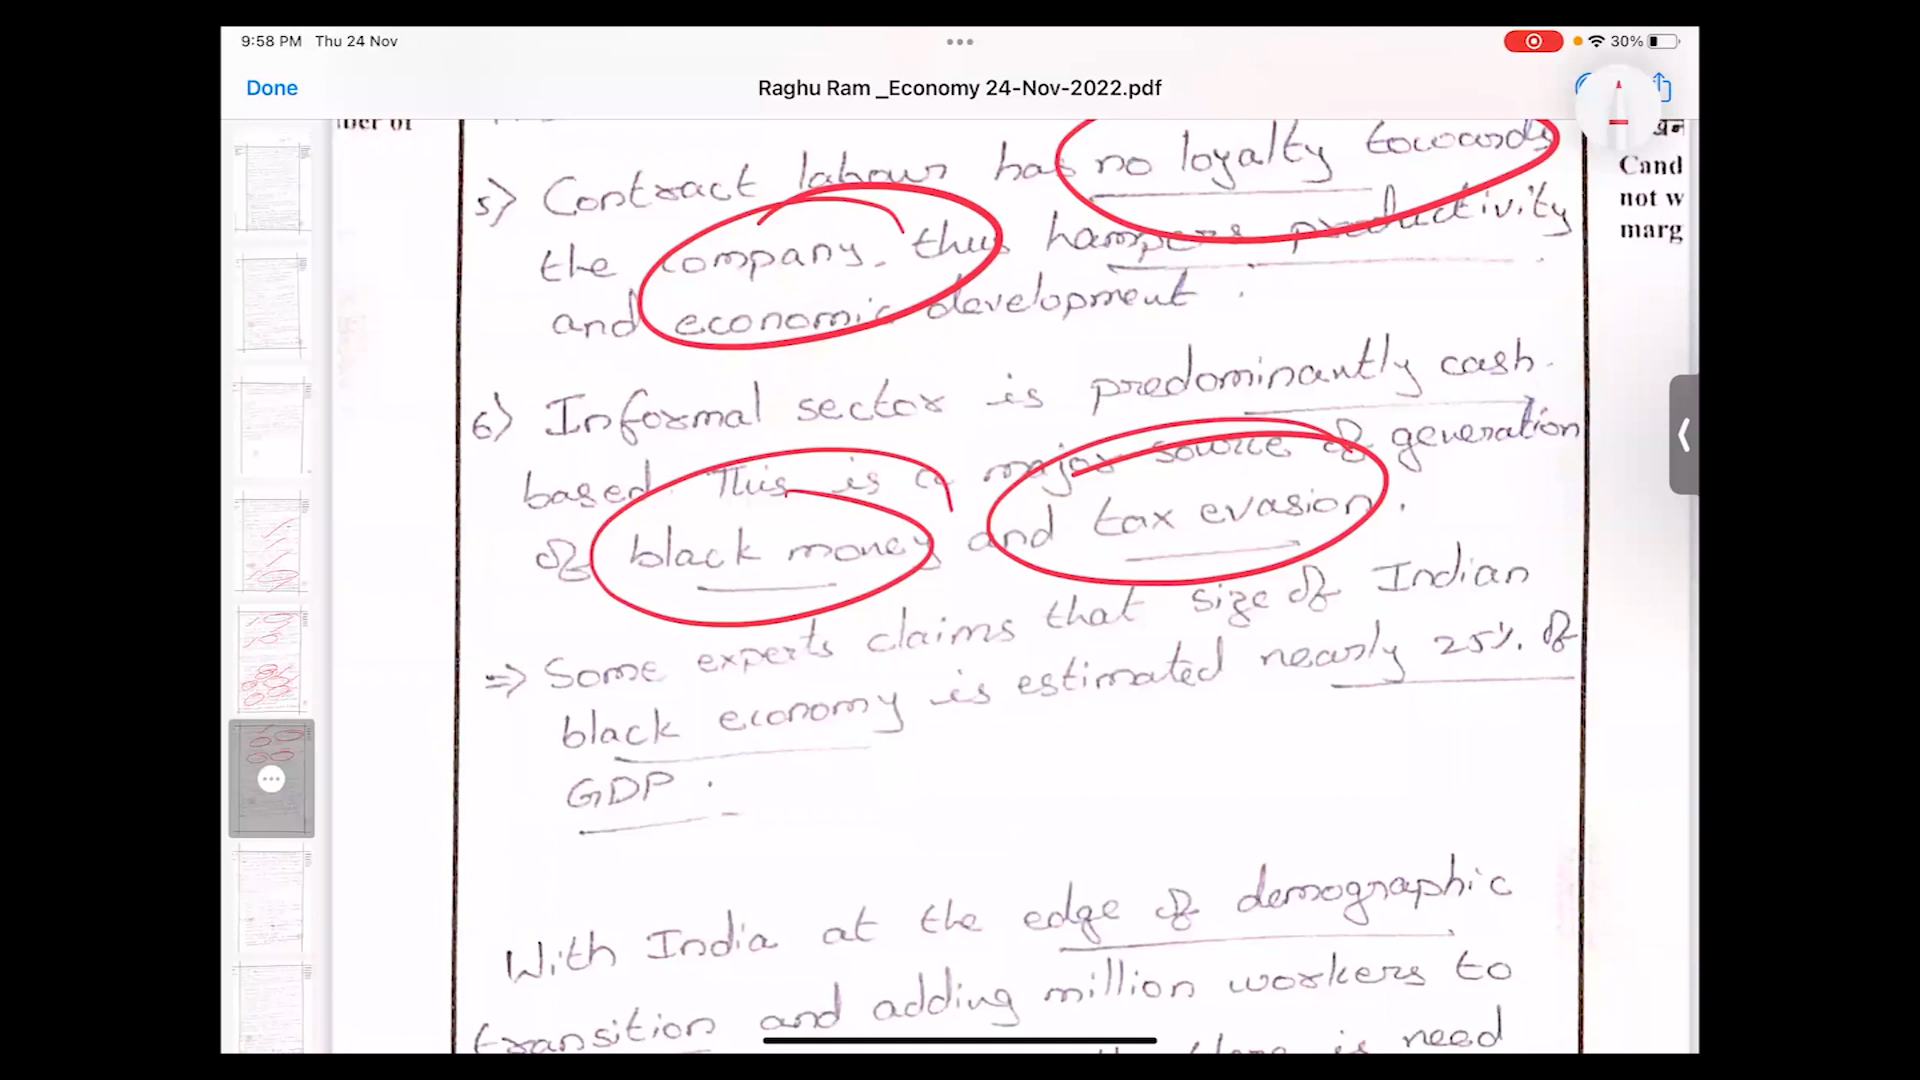 9:58 PM Thu 24 Nov
30%
Done
Raghu Ram _Economy 24-Nov-2022.pdf
Cand
not w
marg
5) Contract labour has no loyalty towards
the company. thus hampers productivity
and economic development.
6) Informal sector is predominantly cash
based. This is a major source of generation
of black money and tax evasion.
=> Some experts claims that size of Indian
black economy is estimated nearly 25% of
GDP.
With India at the edge of demographic
transition and adding million workers to
there is need